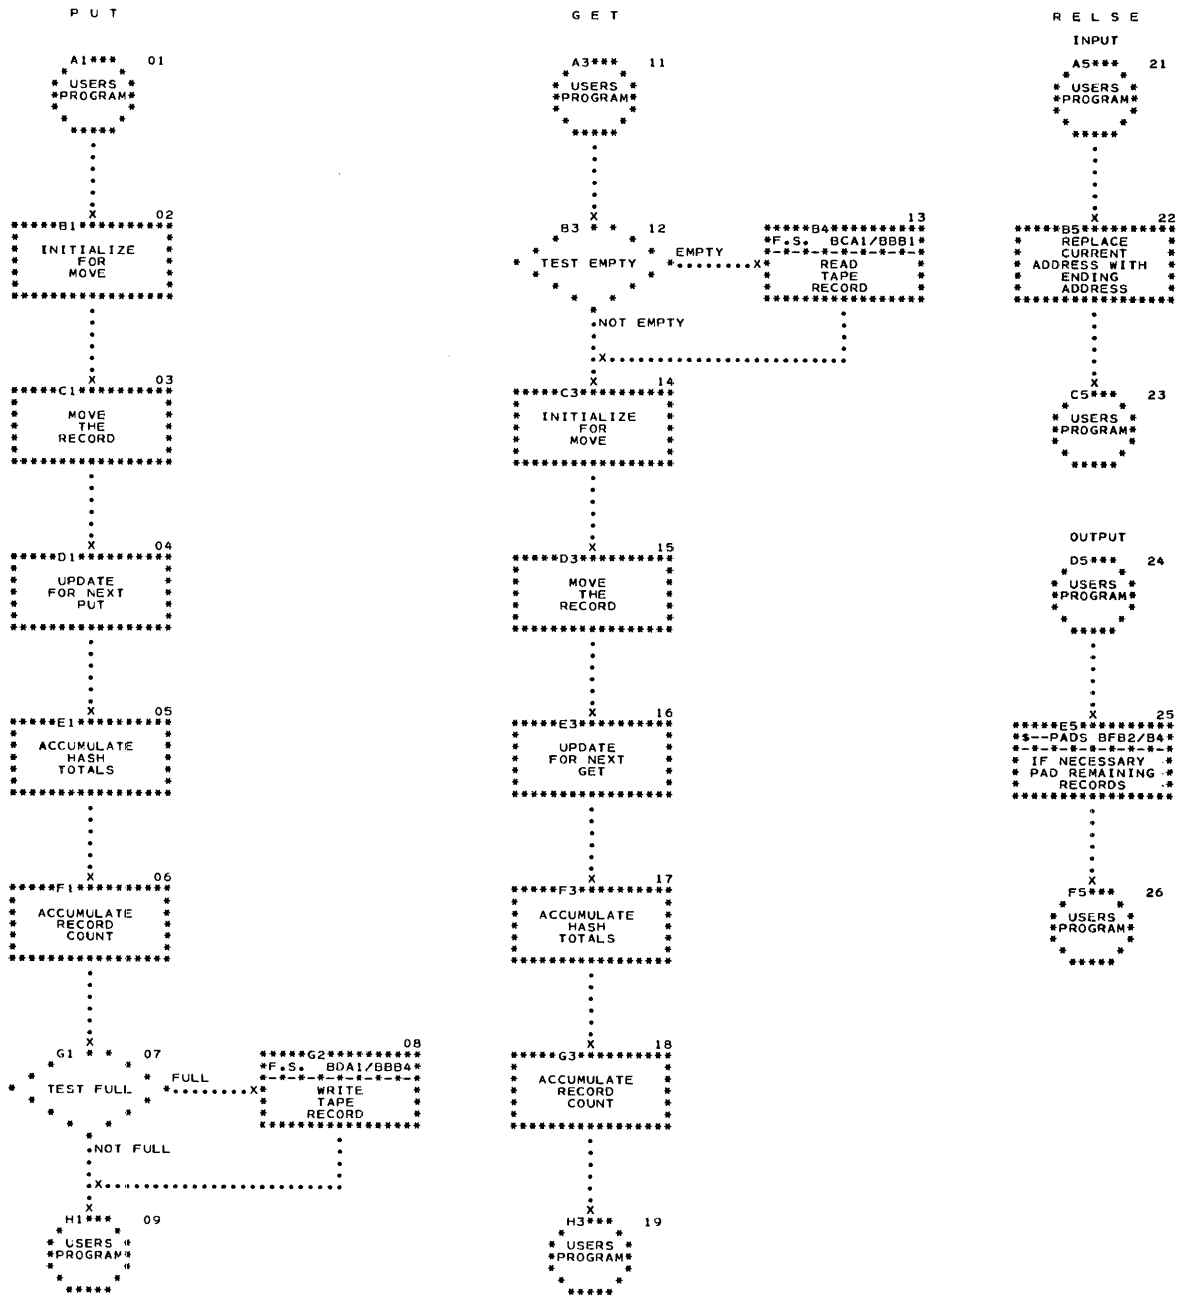 P U T
A1*** 01
USERS
PROGRAM
02
B1
INITIALIZE
FOR
MOVE
03
C1
MOVE
THE
RECORD
04
D1
UPDATE
FOR NEXT
PUT
05
E1
ACCUMULATE
HASH
TOTALS
06
F1
ACCUMULATE
RECORD
COUNT
G1 07
TEST FULL
FULL
NOT FULL
08
G2
F.S. BDA1/BBB4
WRITE
TAPE
RECORD
H1*** 09
USERS
PROGRAM
G E T
A3*** 11
USERS
PROGRAM
B3 12
TEST EMPTY
EMPTY
NOT EMPTY
13
B4
F.S. BCA1/BBB1
READ
TAPE
RECORD
14
C3
INITIALIZE
FOR
MOVE
15
D3
MOVE
THE
RECORD
16
E3
UPDATE
FOR NEXT
GET
17
F3
ACCUMULATE
HASH
TOTALS
18
G3
ACCUMULATE
RECORD
COUNT
H3*** 19
USERS
PROGRAM
R E L S E
INPUT
A5*** 21
USERS
PROGRAM
22
B5
REPLACE
CURRENT
ADDRESS WITH
ENDING
ADDRESS
C5*** 23
USERS
PROGRAM
OUTPUT
D5*** 24
USERS
PROGRAM
25
E5
$--PADS BFB2/B4
IF NECESSARY
PAD REMAINING
RECORDS
F5*** 26
USERS
PROGRAM